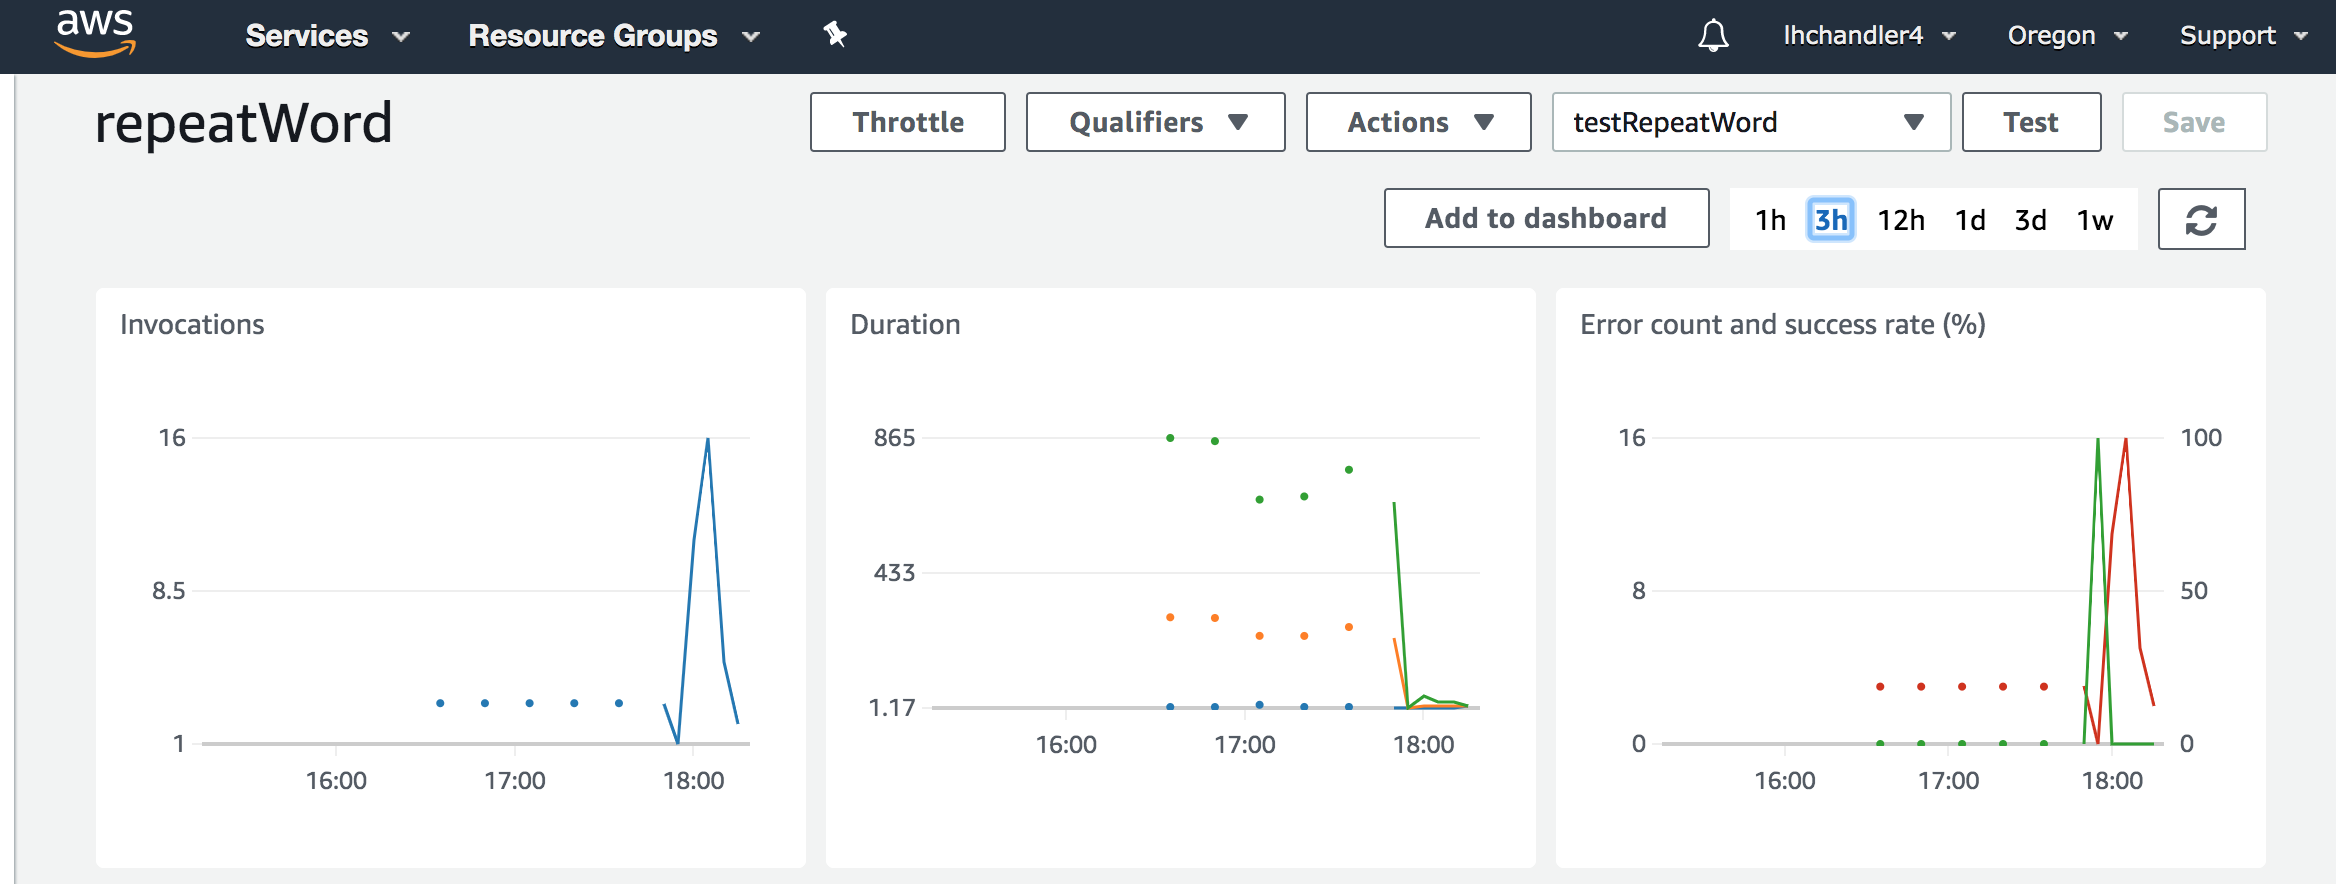 aws Services Resource Groups lhchandler4 Oregon Support
repeatWord Throttle Qualifiers Actions testRepeatWord Test Save
Add to dashboard 1h 3h 12h 1d 3d 1w
Invocations
16
8.5
1
16:00 17:00 18:00
Duration
865
433
1.17
16:00 17:00 18:00
Error count and success rate (%)
16 100
8 50
0 0
16:00 17:00 18:00